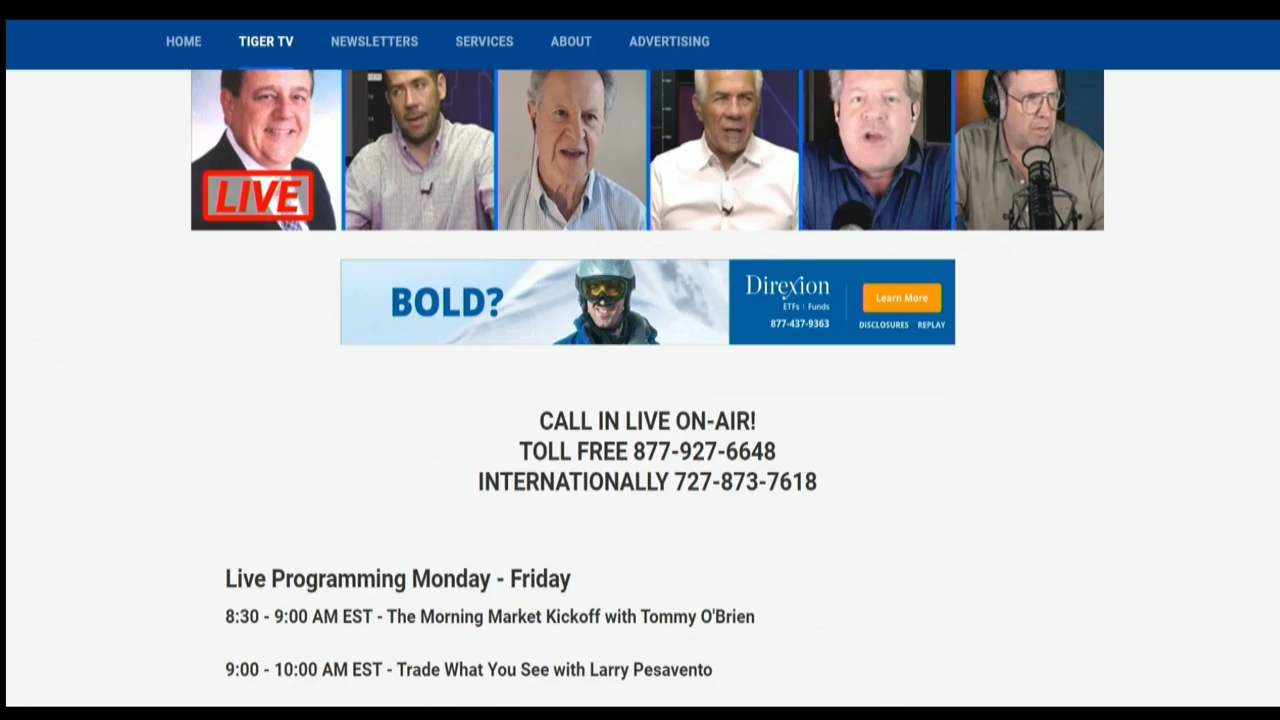 HOME TIGER TV NEWSLETTERS SERVICES ABOUT ADVERTISING
LIVE
BOLD?
Direxion
ETFs | Funds
877-437-9363
Learn More
DISCLOSURES REPLAY
CALL IN LIVE ON-AIR!
TOLL FREE 877-927-6648
INTERNATIONALLY 727-873-7618
Live Programming Monday - Friday
8:30 - 9:00 AM EST - The Morning Market Kickoff with Tommy O'Brien
9:00 - 10:00 AM EST - Trade What You See with Larry Pesavento